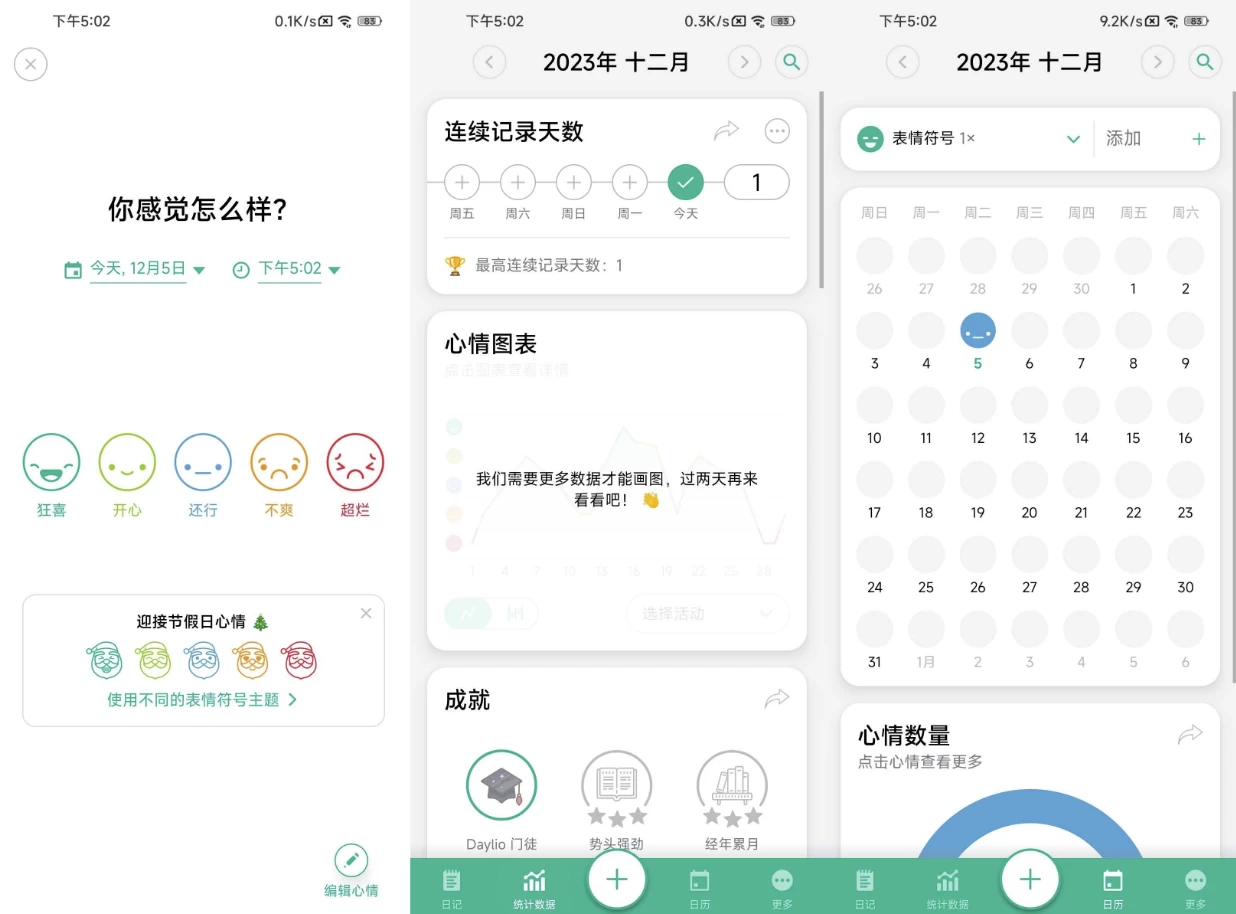 下午5:02
0.1K/s
83
你感觉怎么样?
今天, 12月5日
下午5:02
狂喜
开心
还行
不爽
超烂
迎接节假日心情
使用不同的表情符号主题
编辑心情
下午5:02
0.3K/s
83
2023年 十二月
连续记录天数
1
周五 周六 周日 周一 今天
最高连续记录天数：1
心情图表
点击图表查看详情
我们需要更多数据才能画图，过两天再来
看看吧！
1 4 7 10 13 16 19 22 25 28
选择活动
成就
Daylio 门徒 势头强劲 经年累月
日记 统计数据 日历 更多
下午5:02
9.2K/s
83
2023年 十二月
表情符号 1×
添加
周日 周一 周二 周三 周四 周五 周六
26 27 28 29 30 1 2
3 4 5 6 7 8 9
10 11 12 13 14 15 16
17 18 19 20 21 22 23
24 25 26 27 28 29 30
31 1月 2 3 4 5 6
心情数量
点击心情查看更多
日记 统计数据 日历 更多